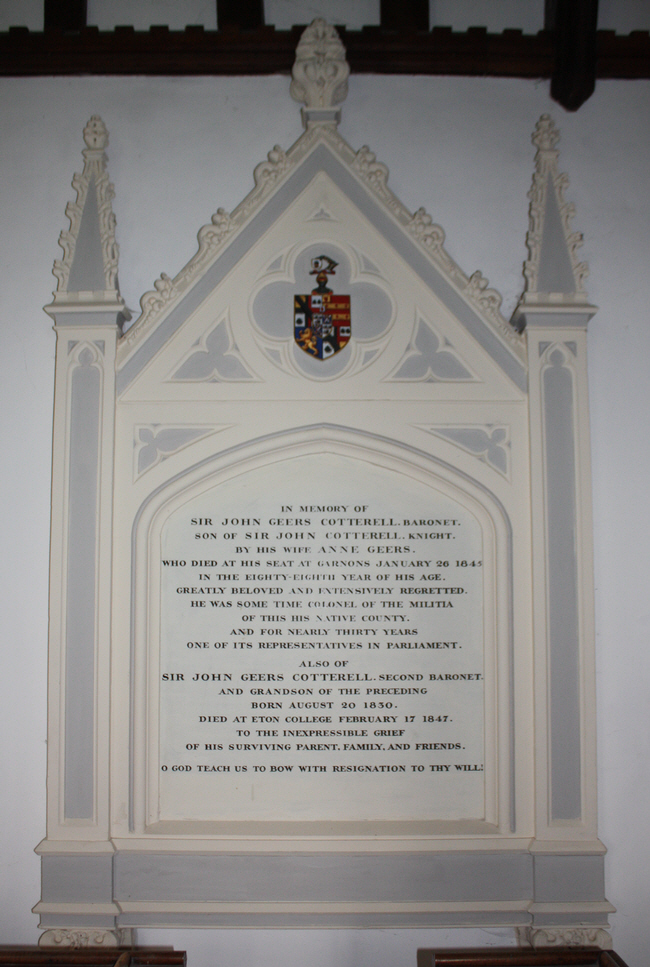 IN MEMORY OF
SIR JOHN GEERS COTTERELL. BARONET.
SON OF SIR JOHN COTTERELL. KNIGHT.
BY HIS WIFE ANNE GEERS.
WHO DIED AT HIS SEAT AT GARNONS JANUARY 26 1845
IN THE EIGHTY-EIGHTH YEAR OF HIS AGE.
GREATLY BELOVED AND EXTENSIVELY REGRETTED.
HE WAS SOME TIME COLONEL OF THE MILITIA
OF THIS HIS NATIVE COUNTY.
AND FOR NEARLY THIRTY YEARS
ONE OF ITS REPRESENTATIVES IN PARLIAMENT.
ALSO OF
SIR JOHN GEERS COTTERELL. SECOND BARONET.
AND GRANDSON OF THE PRECEDING
BORN AUGUST 20 1830.
DIED AT ETON COLLEGE FEBRUARY 17 1847.
TO THE INEXPRESSIBLE GRIEF
OF HIS SURVIVING PARENT, FAMILY, AND FRIENDS.
O GOD TEACH US TO BOW WITH RESIGNATION TO THY WILL!